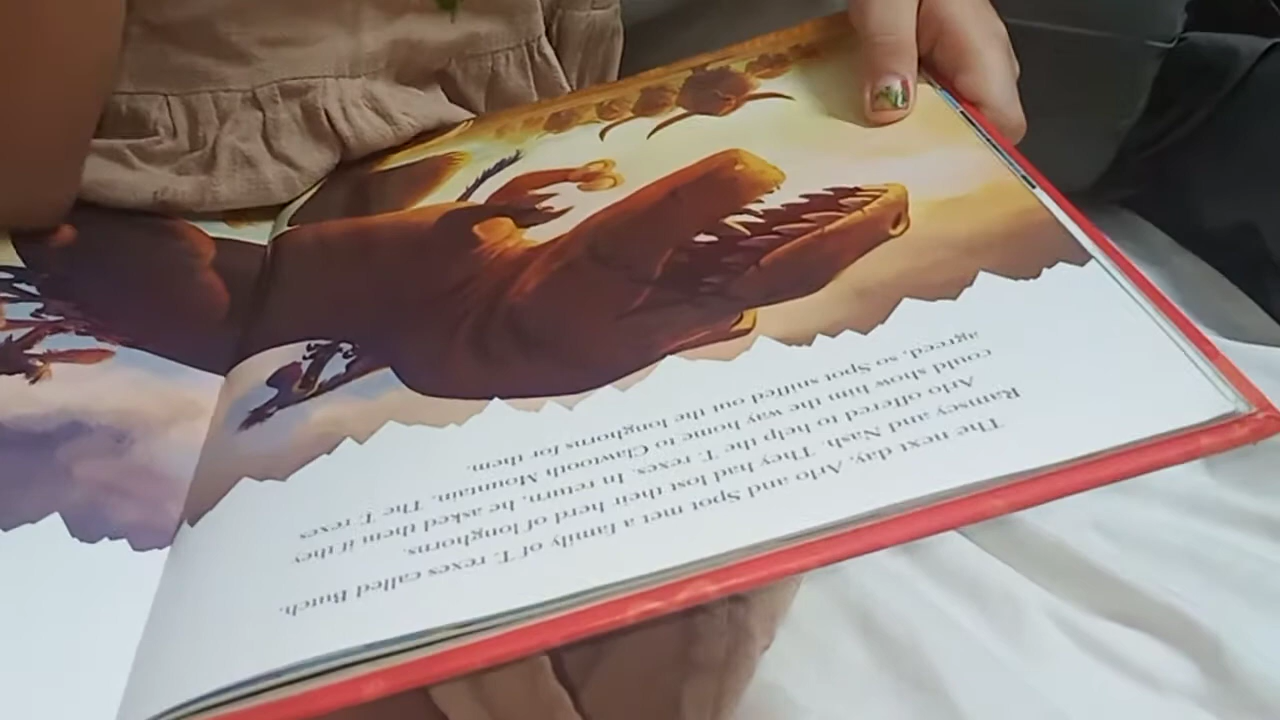 The next day, Arlo and Spot met a family of T. rexes called Butch,
Ramsey and Nash. They had lost their herd of longhorns.
Arlo offered to help the T. rexes. In return, he asked them if they
could show him the way home to Clawtooth Mountain. The T. rexes
agreed, so Spot sniffed out the longhorns for them.